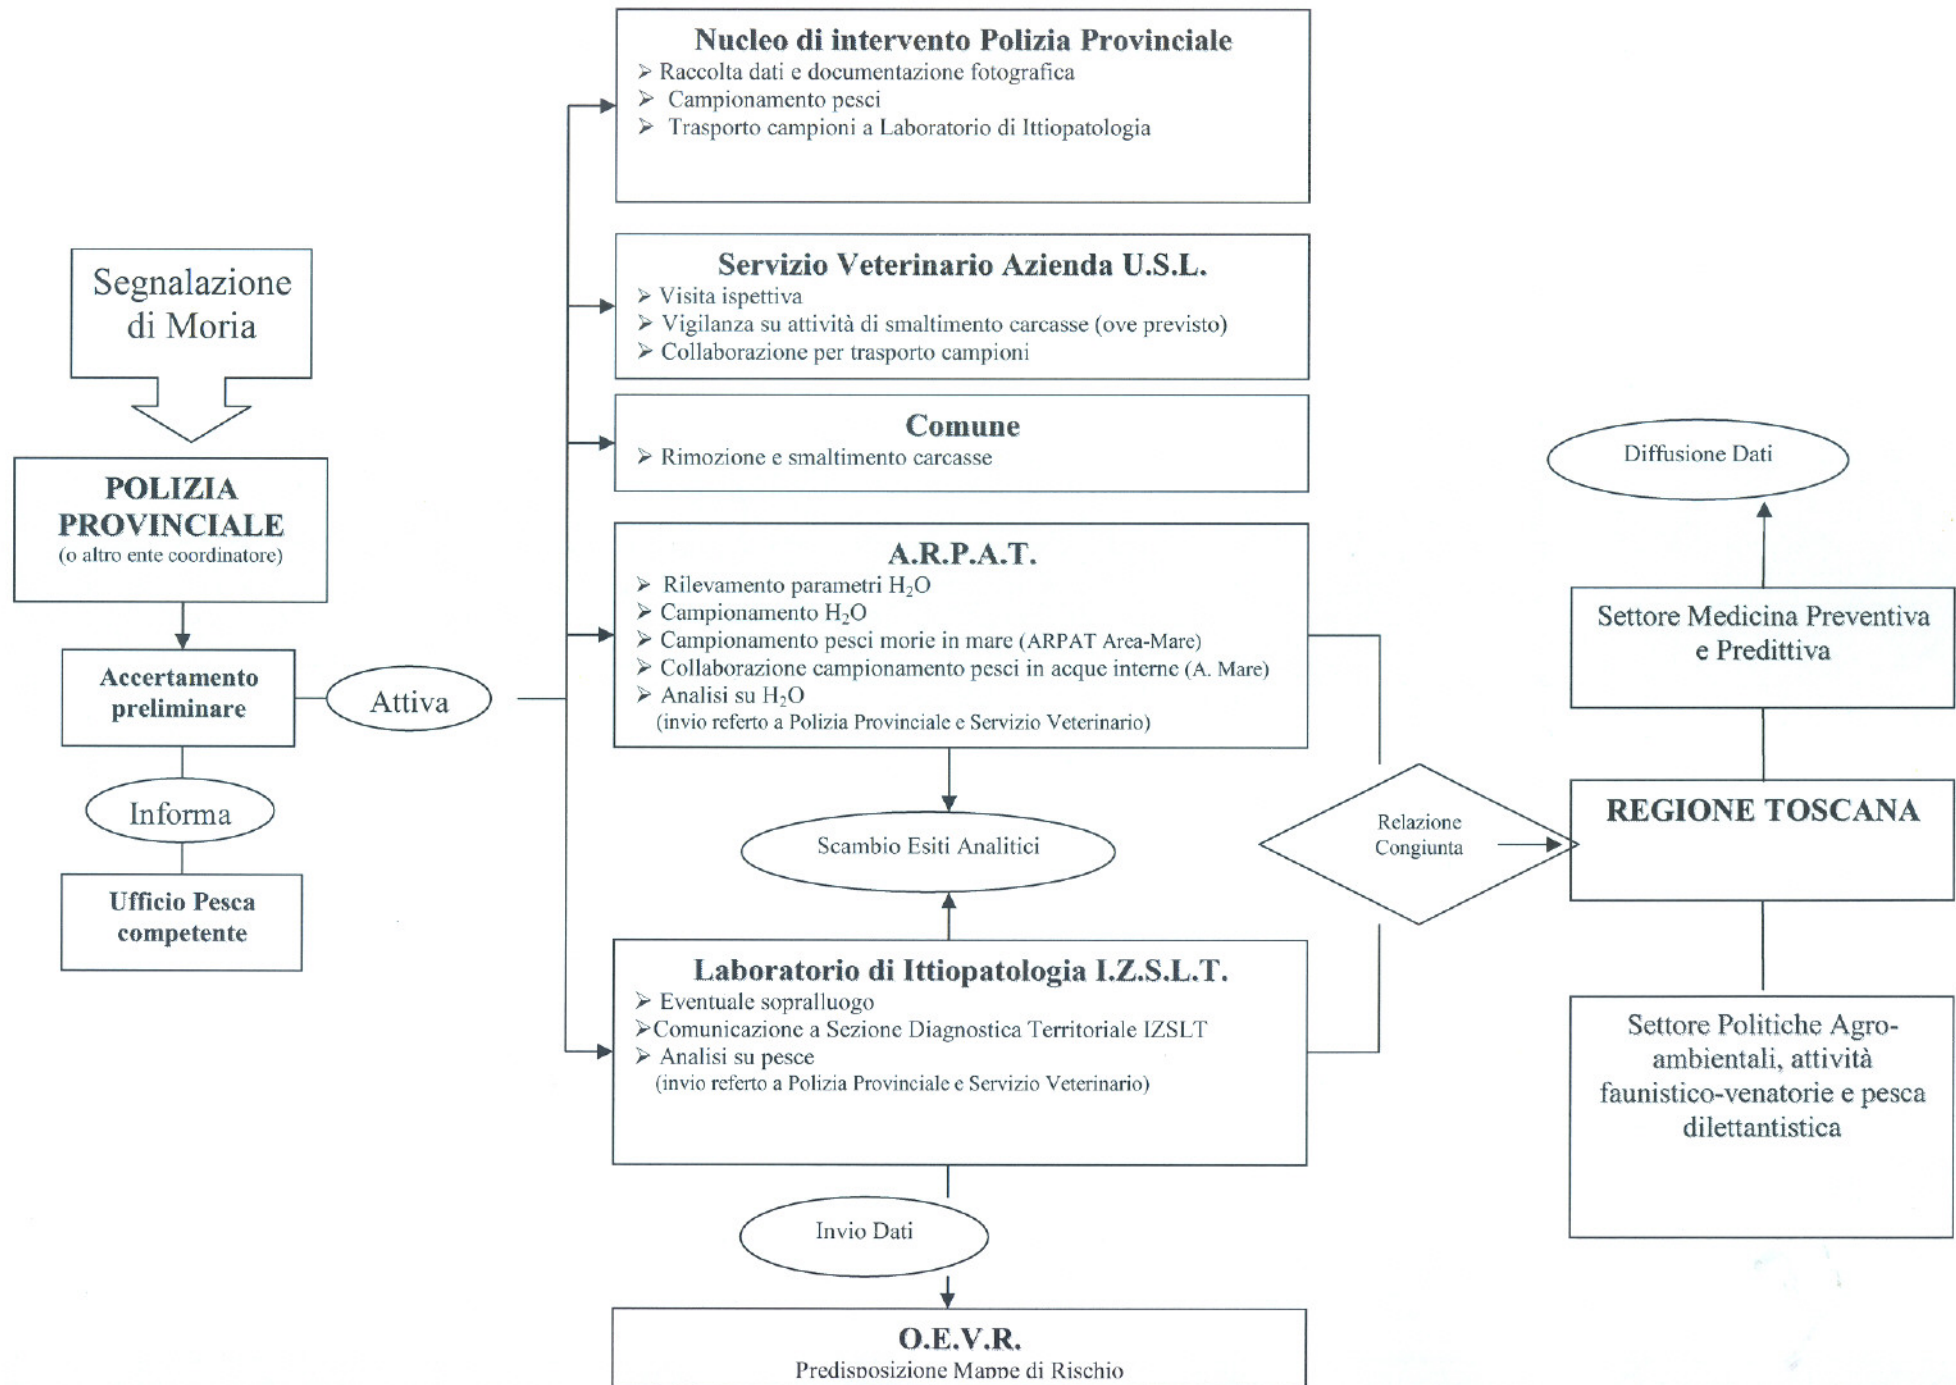 Nucleo di intervento Polizia Provinciale
➢ Raccolta dati e documentazione fotografica
➢ Campionamento pesci
➢ Trasporto campioni a Laboratorio di Ittiopatologia
Segnalazione
di Moria
Servizio Veterinario Azienda U.S.L.
➢ Visita ispettiva
➢ Vigilanza su attività di smaltimento carcasse (ove previsto)
➢ Collaborazione per trasporto campioni
Comune
➢ Rimozione e smaltimento carcasse
POLIZIA
PROVINCIALE
(o altro ente coordinatore)
Accertamento
preliminare
Attiva
Informa
Ufficio Pesca
competente
A.R.P.A.T.
➢ Rilevamento parametri H₂O
➢ Campionamento H₂O
➢ Campionamento pesci morie in mare (ARPAT Area-Mare)
➢ Collaborazione campionamento pesci in acque interne (A. Mare)
➢ Analisi su H₂O
(invio referto a Polizia Provinciale e Servizio Veterinario)
Scambio Esiti Analitici
Laboratorio di Ittiopatologia I.Z.S.L.T.
➢ Eventuale sopralluogo
➢Comunicazione a Sezione Diagnostica Territoriale IZSLT
➢ Analisi su pesce
(invio referto a Polizia Provinciale e Servizio Veterinario)
Invio Dati
O.E.V.R.
Predisposizione Mappe di Rischio
Relazione
Congiunta
Diffusione Dati
Settore Medicina Preventiva
e Predittiva
REGIONE TOSCANA
Settore Politiche Agro-
ambientali, attività
faunistico-venatorie e pesca
dilettantistica